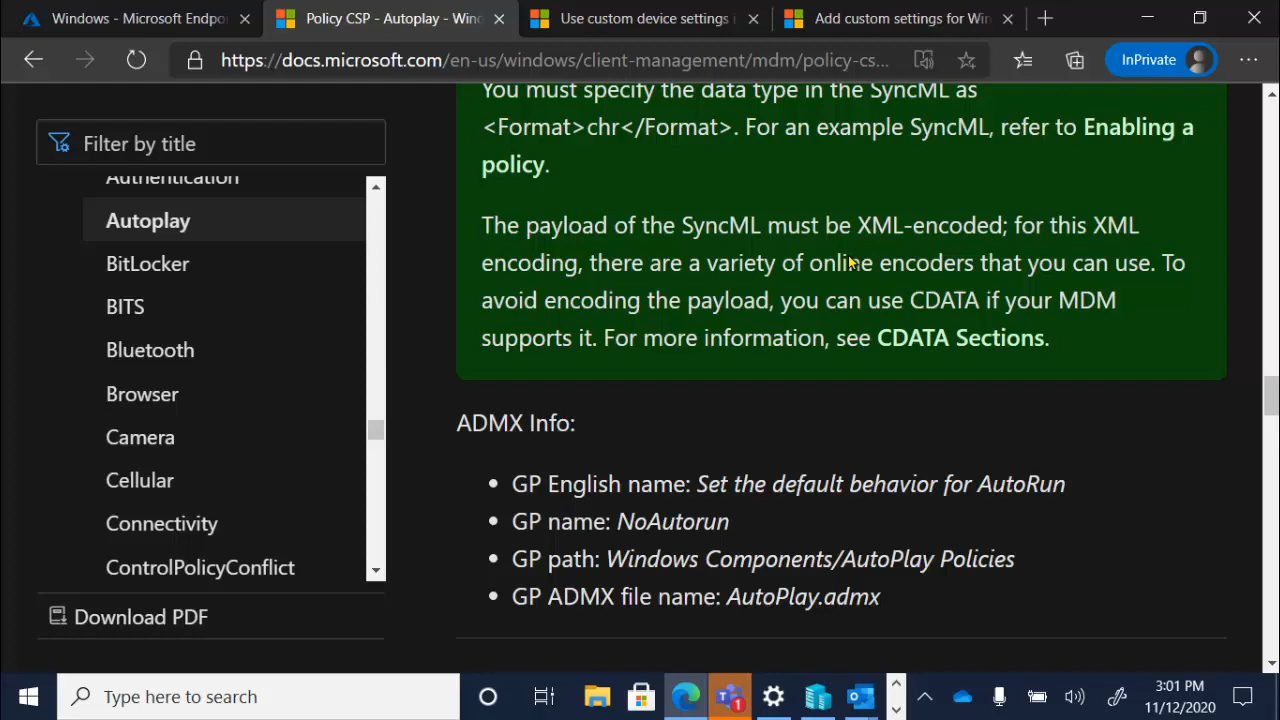 Windows - Microsoft Endpo
Policy CSP - Autoplay - Winc
Use custom device settings i
Add custom settings for Win
https://docs.microsoft.com/en-us/windows/client-management/mdm/policy-cs...
InPrivate
Filter by title
Authentication
Autoplay
BitLocker
BITS
Bluetooth
Browser
Camera
Cellular
Connectivity
ControlPolicyConflict
Download PDF
You must specify the data type in the SyncML as
<Format>chr</Format>. For an example SyncML, refer to Enabling a
policy.
The payload of the SyncML must be XML-encoded; for this XML
encoding, there are a variety of online encoders that you can use. To
avoid encoding the payload, you can use CDATA if your MDM
supports it. For more information, see CDATA Sections.
ADMX Info:
• GP English name: Set the default behavior for AutoRun
• GP name: NoAutorun
• GP path: Windows Components/AutoPlay Policies
• GP ADMX file name: AutoPlay.admx
Type here to search
1
3:01 PM
11/12/2020